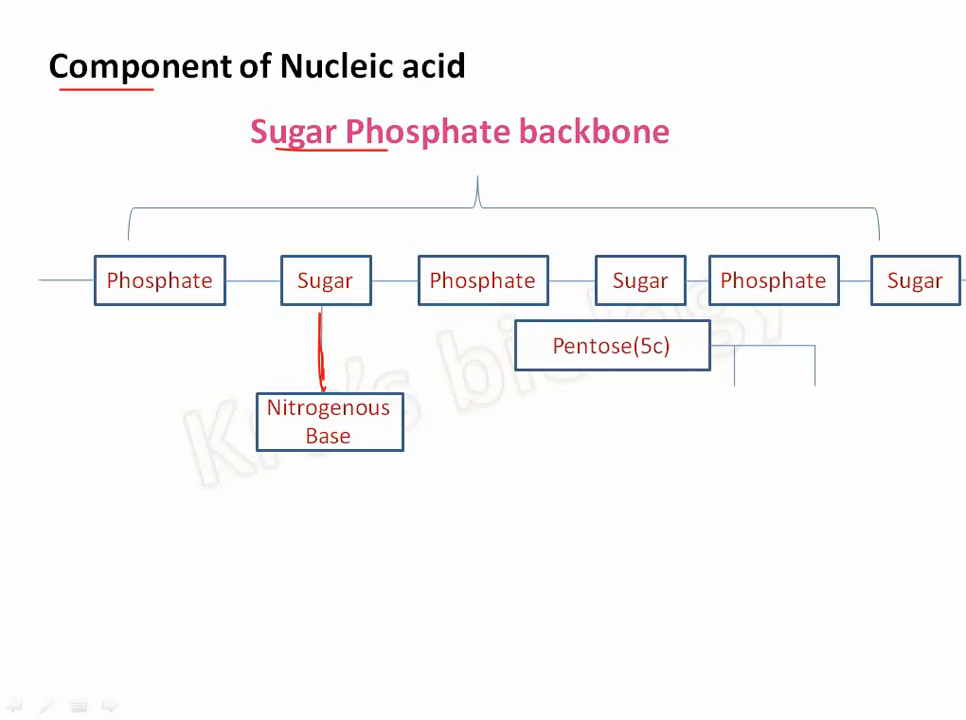 Component of Nucleic acid
Sugar Phosphate backbone
Phosphate Sugar Phosphate Sugar Phosphate Sugar
Pentose(5c)
Nitrogenous
Base